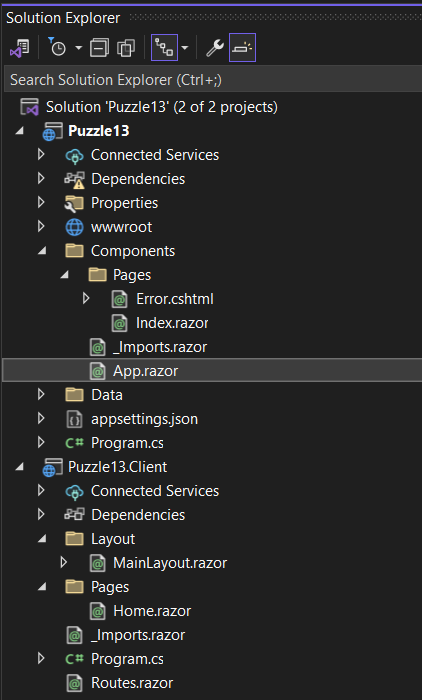 Solution Explorer
Search Solution Explorer (Ctrl+;)
Solution 'Puzzle13' (2 of 2 projects)
Puzzle13
Connected Services
Dependencies
Properties
wwwroot
Components
Pages
Error.cshtml
Index.razor
_Imports.razor
App.razor
Data
appsettings.json
C# Program.cs
Puzzle13.Client
Connected Services
Dependencies
Layout
MainLayout.razor
Pages
Home.razor
_Imports.razor
C# Program.cs
Routes.razor